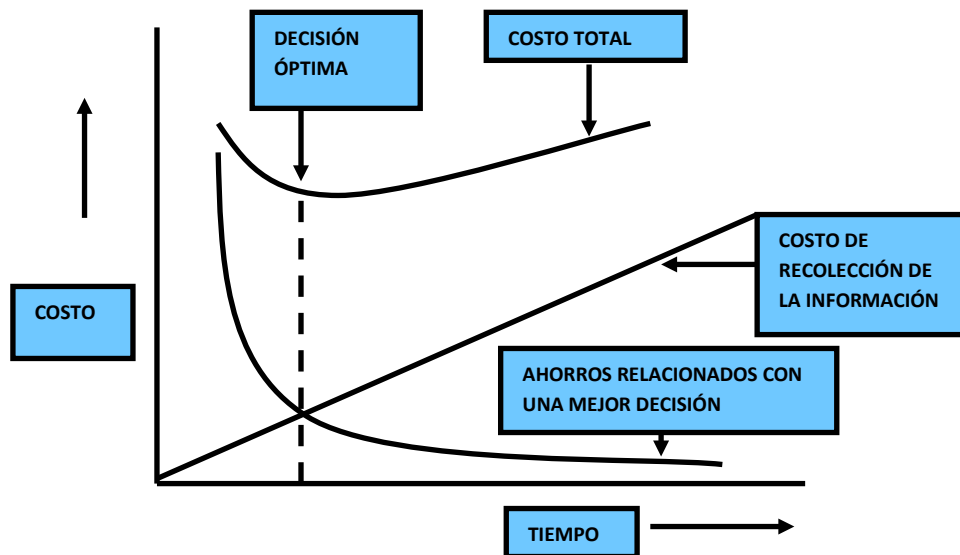 DECISIÓN
ÓPTIMA
COSTO TOTAL
COSTO DE
RECOLECCIÓN DE
LA INFORMACIÓN
COSTO
AHORROS RELACIONADOS CON
UNA MEJOR DECISIÓN
TIEMPO